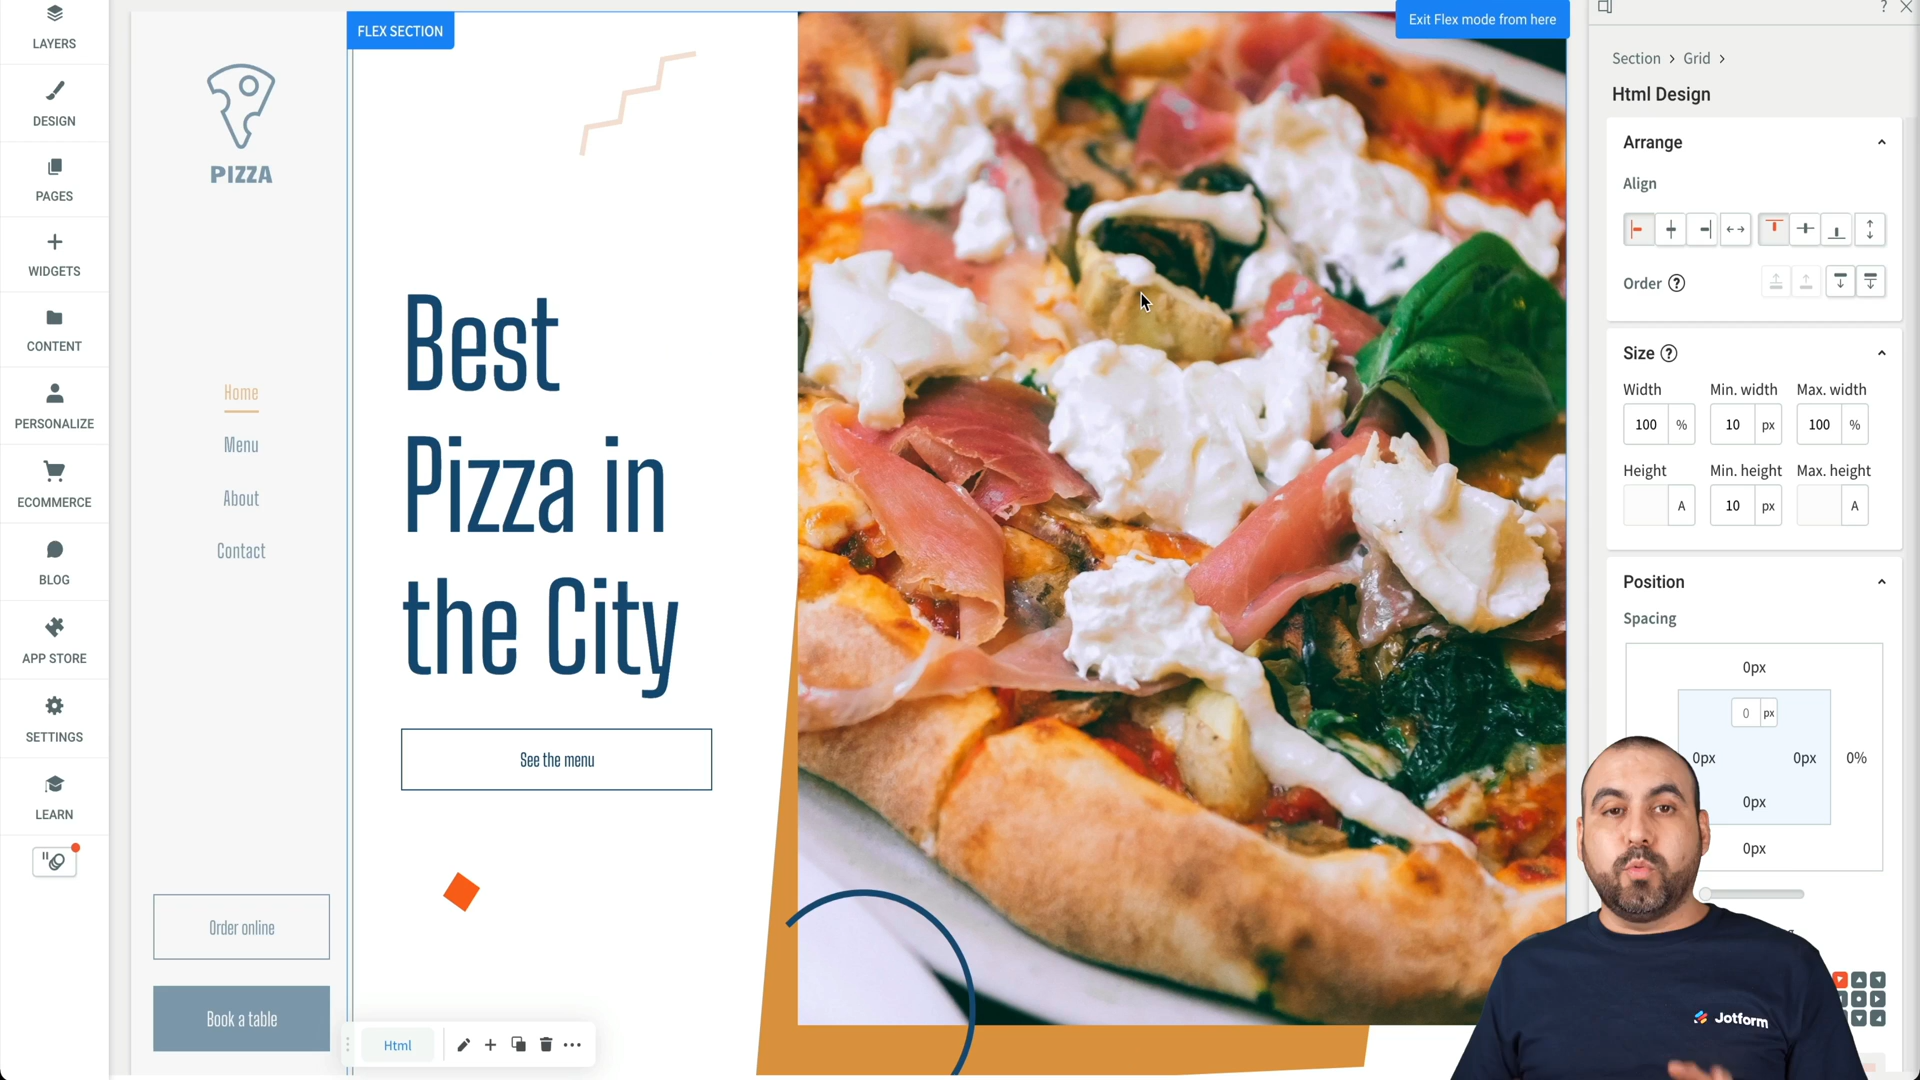 LAYERS
DESIGN
PAGES
WIDGETS
CONTENT
PERSONALIZE
ECOMMERCE
BLOG
APP STORE
SETTINGS
LEARN
PIZZA
Home
Menu
About
Contact
Order online
Book a table
FLEX SECTION
Exit Flex mode from here
Best
Pizza in
the City
See the menu
Html
?
Section > Grid >
Html Design
Arrange
Align
Order ?
Size ?
Width Min. width Max. width
100 % 10 px 100 %
Height Min. height Max. height
A 10 px A
Position
Spacing
0px
0 px
0px 0px 0%
0px
0px
Jotform